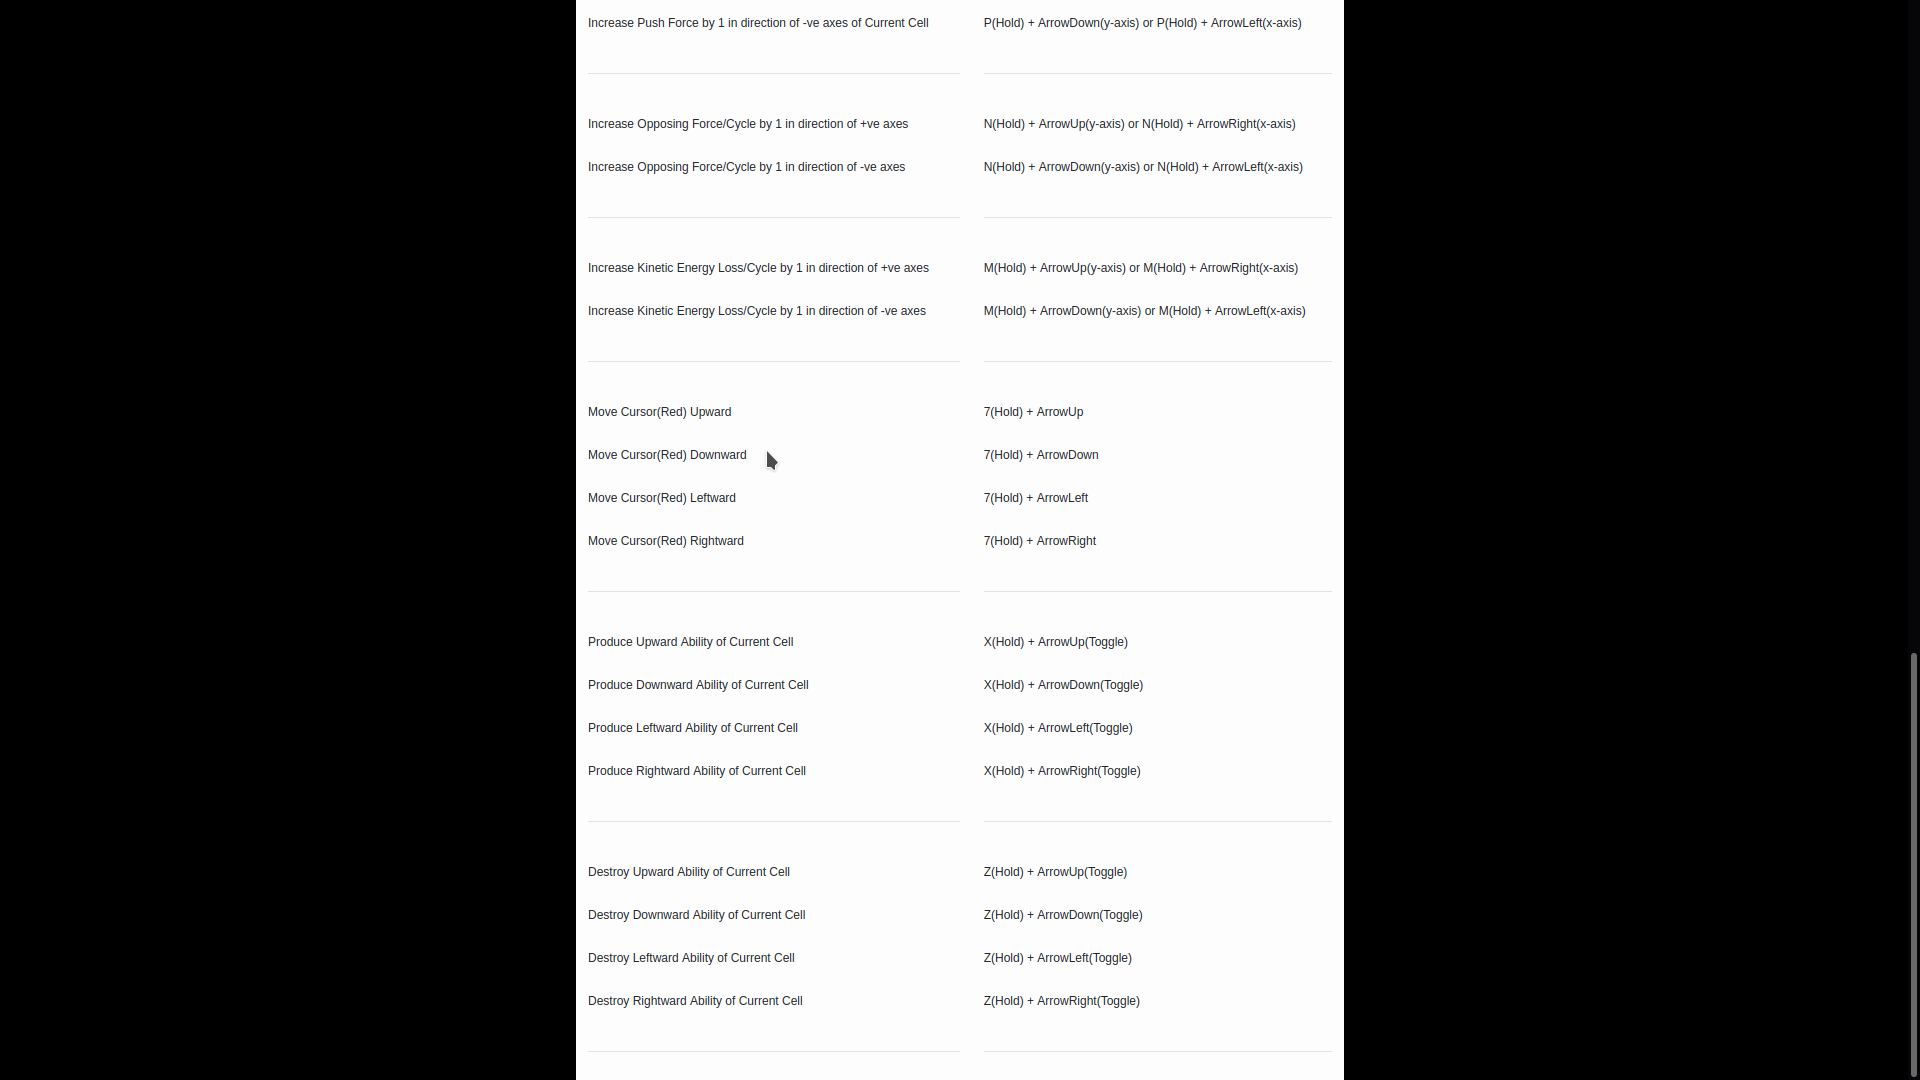 Increase Push Force by 1 in direction of -ve axes of Current Cell P(Hold) + ArrowDown(y-axis) or P(Hold) + ArrowLeft(x-axis)
Increase Opposing Force/Cycle by 1 in direction of +ve axes N(Hold) + ArrowUp(y-axis) or N(Hold) + ArrowRight(x-axis)
Increase Opposing Force/Cycle by 1 in direction of -ve axes N(Hold) + ArrowDown(y-axis) or N(Hold) + ArrowLeft(x-axis)
Increase Kinetic Energy Loss/Cycle by 1 in direction of +ve axes M(Hold) + ArrowUp(y-axis) or M(Hold) + ArrowRight(x-axis)
Increase Kinetic Energy Loss/Cycle by 1 in direction of -ve axes M(Hold) + ArrowDown(y-axis) or M(Hold) + ArrowLeft(x-axis)
Move Cursor(Red) Upward 7(Hold) + ArrowUp
Move Cursor(Red) Downward 7(Hold) + ArrowDown
Move Cursor(Red) Leftward 7(Hold) + ArrowLeft
Move Cursor(Red) Rightward 7(Hold) + ArrowRight
Produce Upward Ability of Current Cell X(Hold) + ArrowUp(Toggle)
Produce Downward Ability of Current Cell X(Hold) + ArrowDown(Toggle)
Produce Leftward Ability of Current Cell X(Hold) + ArrowLeft(Toggle)
Produce Rightward Ability of Current Cell X(Hold) + ArrowRight(Toggle)
Destroy Upward Ability of Current Cell Z(Hold) + ArrowUp(Toggle)
Destroy Downward Ability of Current Cell Z(Hold) + ArrowDown(Toggle)
Destroy Leftward Ability of Current Cell Z(Hold) + ArrowLeft(Toggle)
Destroy Rightward Ability of Current Cell Z(Hold) + ArrowRight(Toggle)